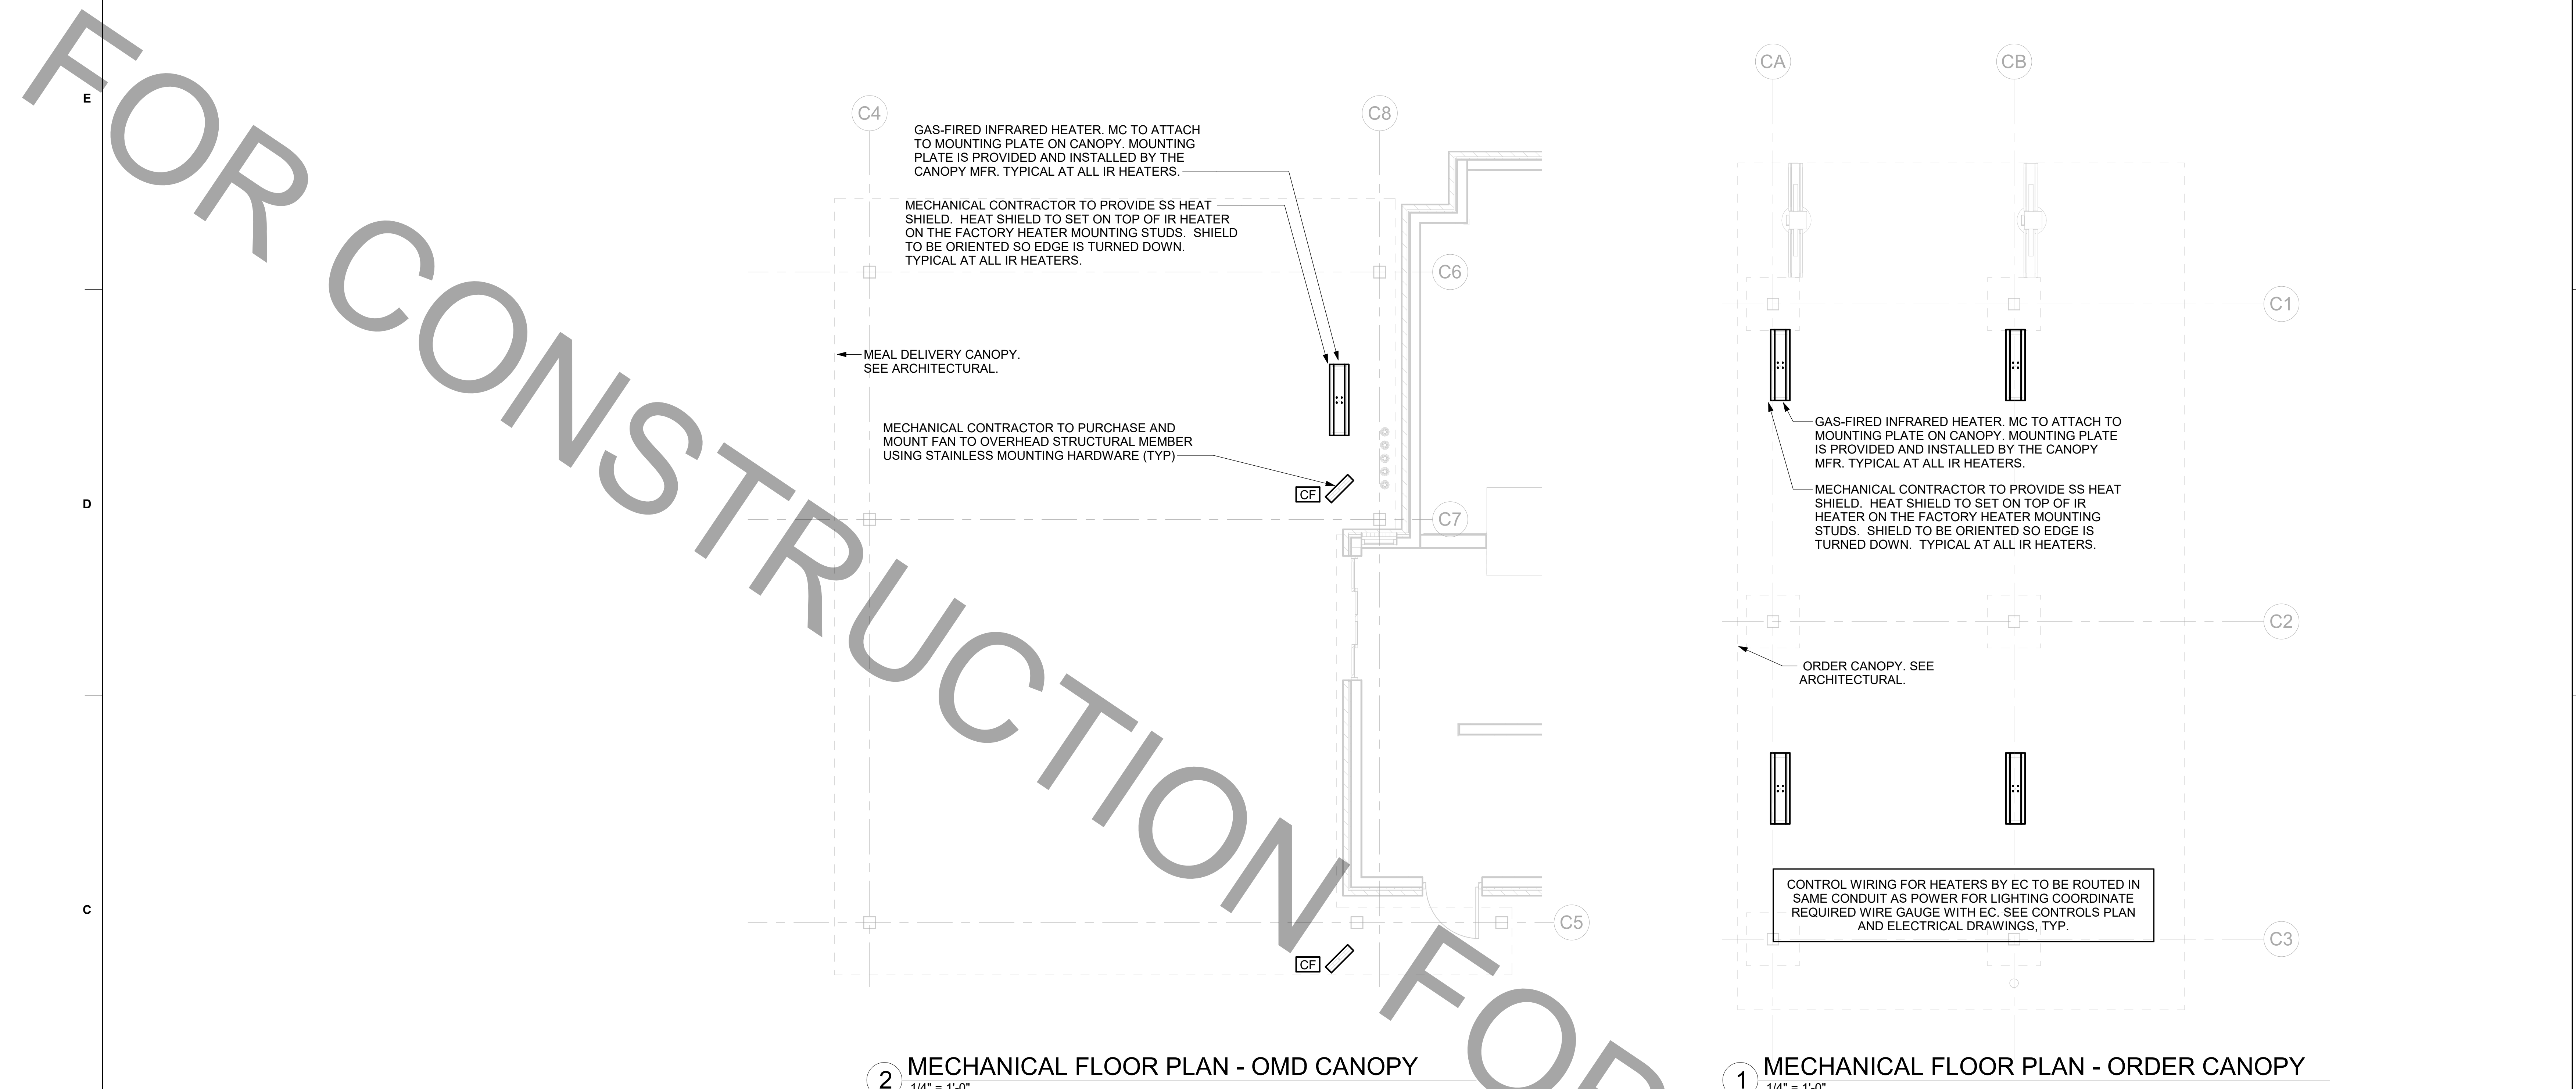 E
D
C
FOR CONSTRUCTION FOR
C4
C8
GAS-FIRED INFRARED HEATER. MC TO ATTACH
TO MOUNTING PLATE ON CANOPY. MOUNTING
PLATE IS PROVIDED AND INSTALLED BY THE
CANOPY MFR. TYPICAL AT ALL IR HEATERS.
MECHANICAL CONTRACTOR TO PROVIDE SS HEAT
SHIELD. HEAT SHIELD TO SET ON TOP OF IR HEATER
ON THE FACTORY HEATER MOUNTING STUDS. SHIELD
TO BE ORIENTED SO EDGE IS TURNED DOWN.
TYPICAL AT ALL IR HEATERS.
C6
MEAL DELIVERY CANOPY.
SEE ARCHITECTURAL.
MECHANICAL CONTRACTOR TO PURCHASE AND
MOUNT FAN TO OVERHEAD STRUCTURAL MEMBER
USING STAINLESS MOUNTING HARDWARE (TYP)
CF
C7
C5
CF
2 MECHANICAL FLOOR PLAN - OMD CANOPY
1/4" = 1'-0"
CA
CB
C1
GAS-FIRED INFRARED HEATER. MC TO ATTACH TO
MOUNTING PLATE ON CANOPY. MOUNTING PLATE
IS PROVIDED AND INSTALLED BY THE CANOPY
MFR. TYPICAL AT ALL IR HEATERS.
MECHANICAL CONTRACTOR TO PROVIDE SS HEAT
SHIELD. HEAT SHIELD TO SET ON TOP OF IR
HEATER ON THE FACTORY HEATER MOUNTING
STUDS. SHIELD TO BE ORIENTED SO EDGE IS
TURNED DOWN. TYPICAL AT ALL IR HEATERS.
C2
ORDER CANOPY. SEE
ARCHITECTURAL.
CONTROL WIRING FOR HEATERS BY EC TO BE ROUTED IN
SAME CONDUIT AS POWER FOR LIGHTING COORDINATE
REQUIRED WIRE GAUGE WITH EC. SEE CONTROLS PLAN
AND ELECTRICAL DRAWINGS, TYP.
C3
1 MECHANICAL FLOOR PLAN - ORDER CANOPY
1/4" = 1'-0"